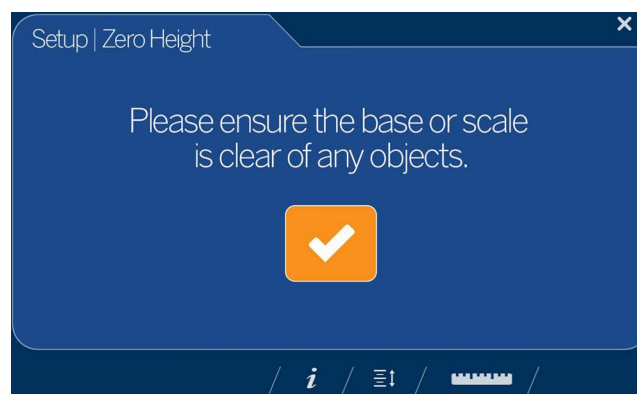 Setup | Zero Height
Please ensure the base or scale
is clear of any objects.
i